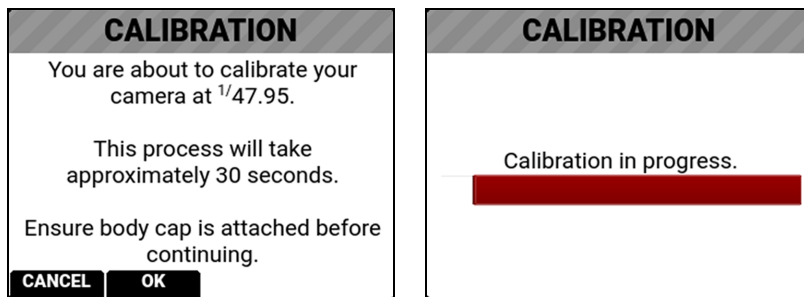 CALIBRATION
You are about to calibrate your
camera at 1/47.95.
This process will take
approximately 30 seconds.
Ensure body cap is attached before
continuing.
CANCEL OK
CALIBRATION
Calibration in progress.